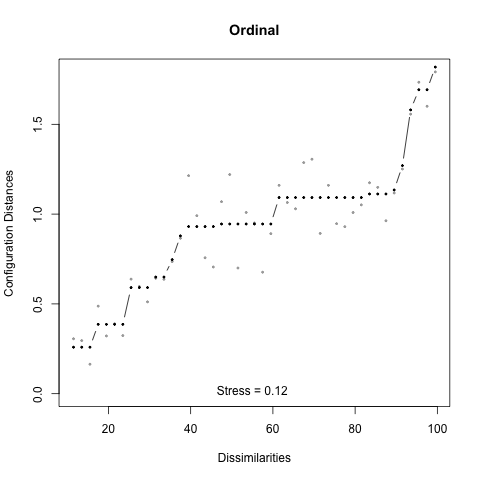 Ordinal
Configuration Distances
1.5
1.0
0.5
0.0
Stress = 0.12
20 40 60 80 100
Dissimilarities